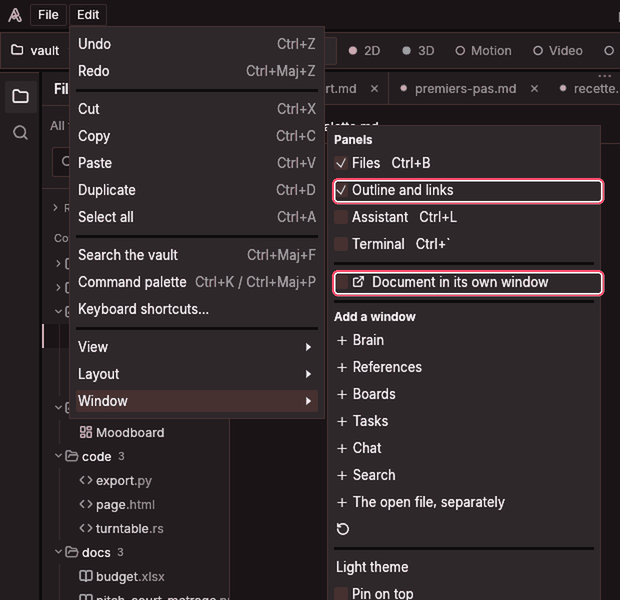 File Edit
vault
2D 3D Motion Video
Undo Ctrl+Z
Redo Ctrl+Maj+Z
Cut Ctrl+X
Copy Ctrl+C
Paste Ctrl+V
Duplicate Ctrl+D
Select all Ctrl+A
Search the vault Ctrl+Maj+F
Command palette Ctrl+K / Ctrl+Maj+P
Keyboard shortcuts...
View
Layout
Window
premiers-pas.md
Panels
Files Ctrl+B
Outline and links
Assistant Ctrl+L
Terminal Ctrl+`
Document in its own window
Add a window
+ Brain
+ References
+ Boards
+ Tasks
+ Chat
+ Search
+ The open file, separately
Light theme
Pin on top
Moodboard
code 3
export.py
page.html
turntable.rs
docs 3
budget.xlsx